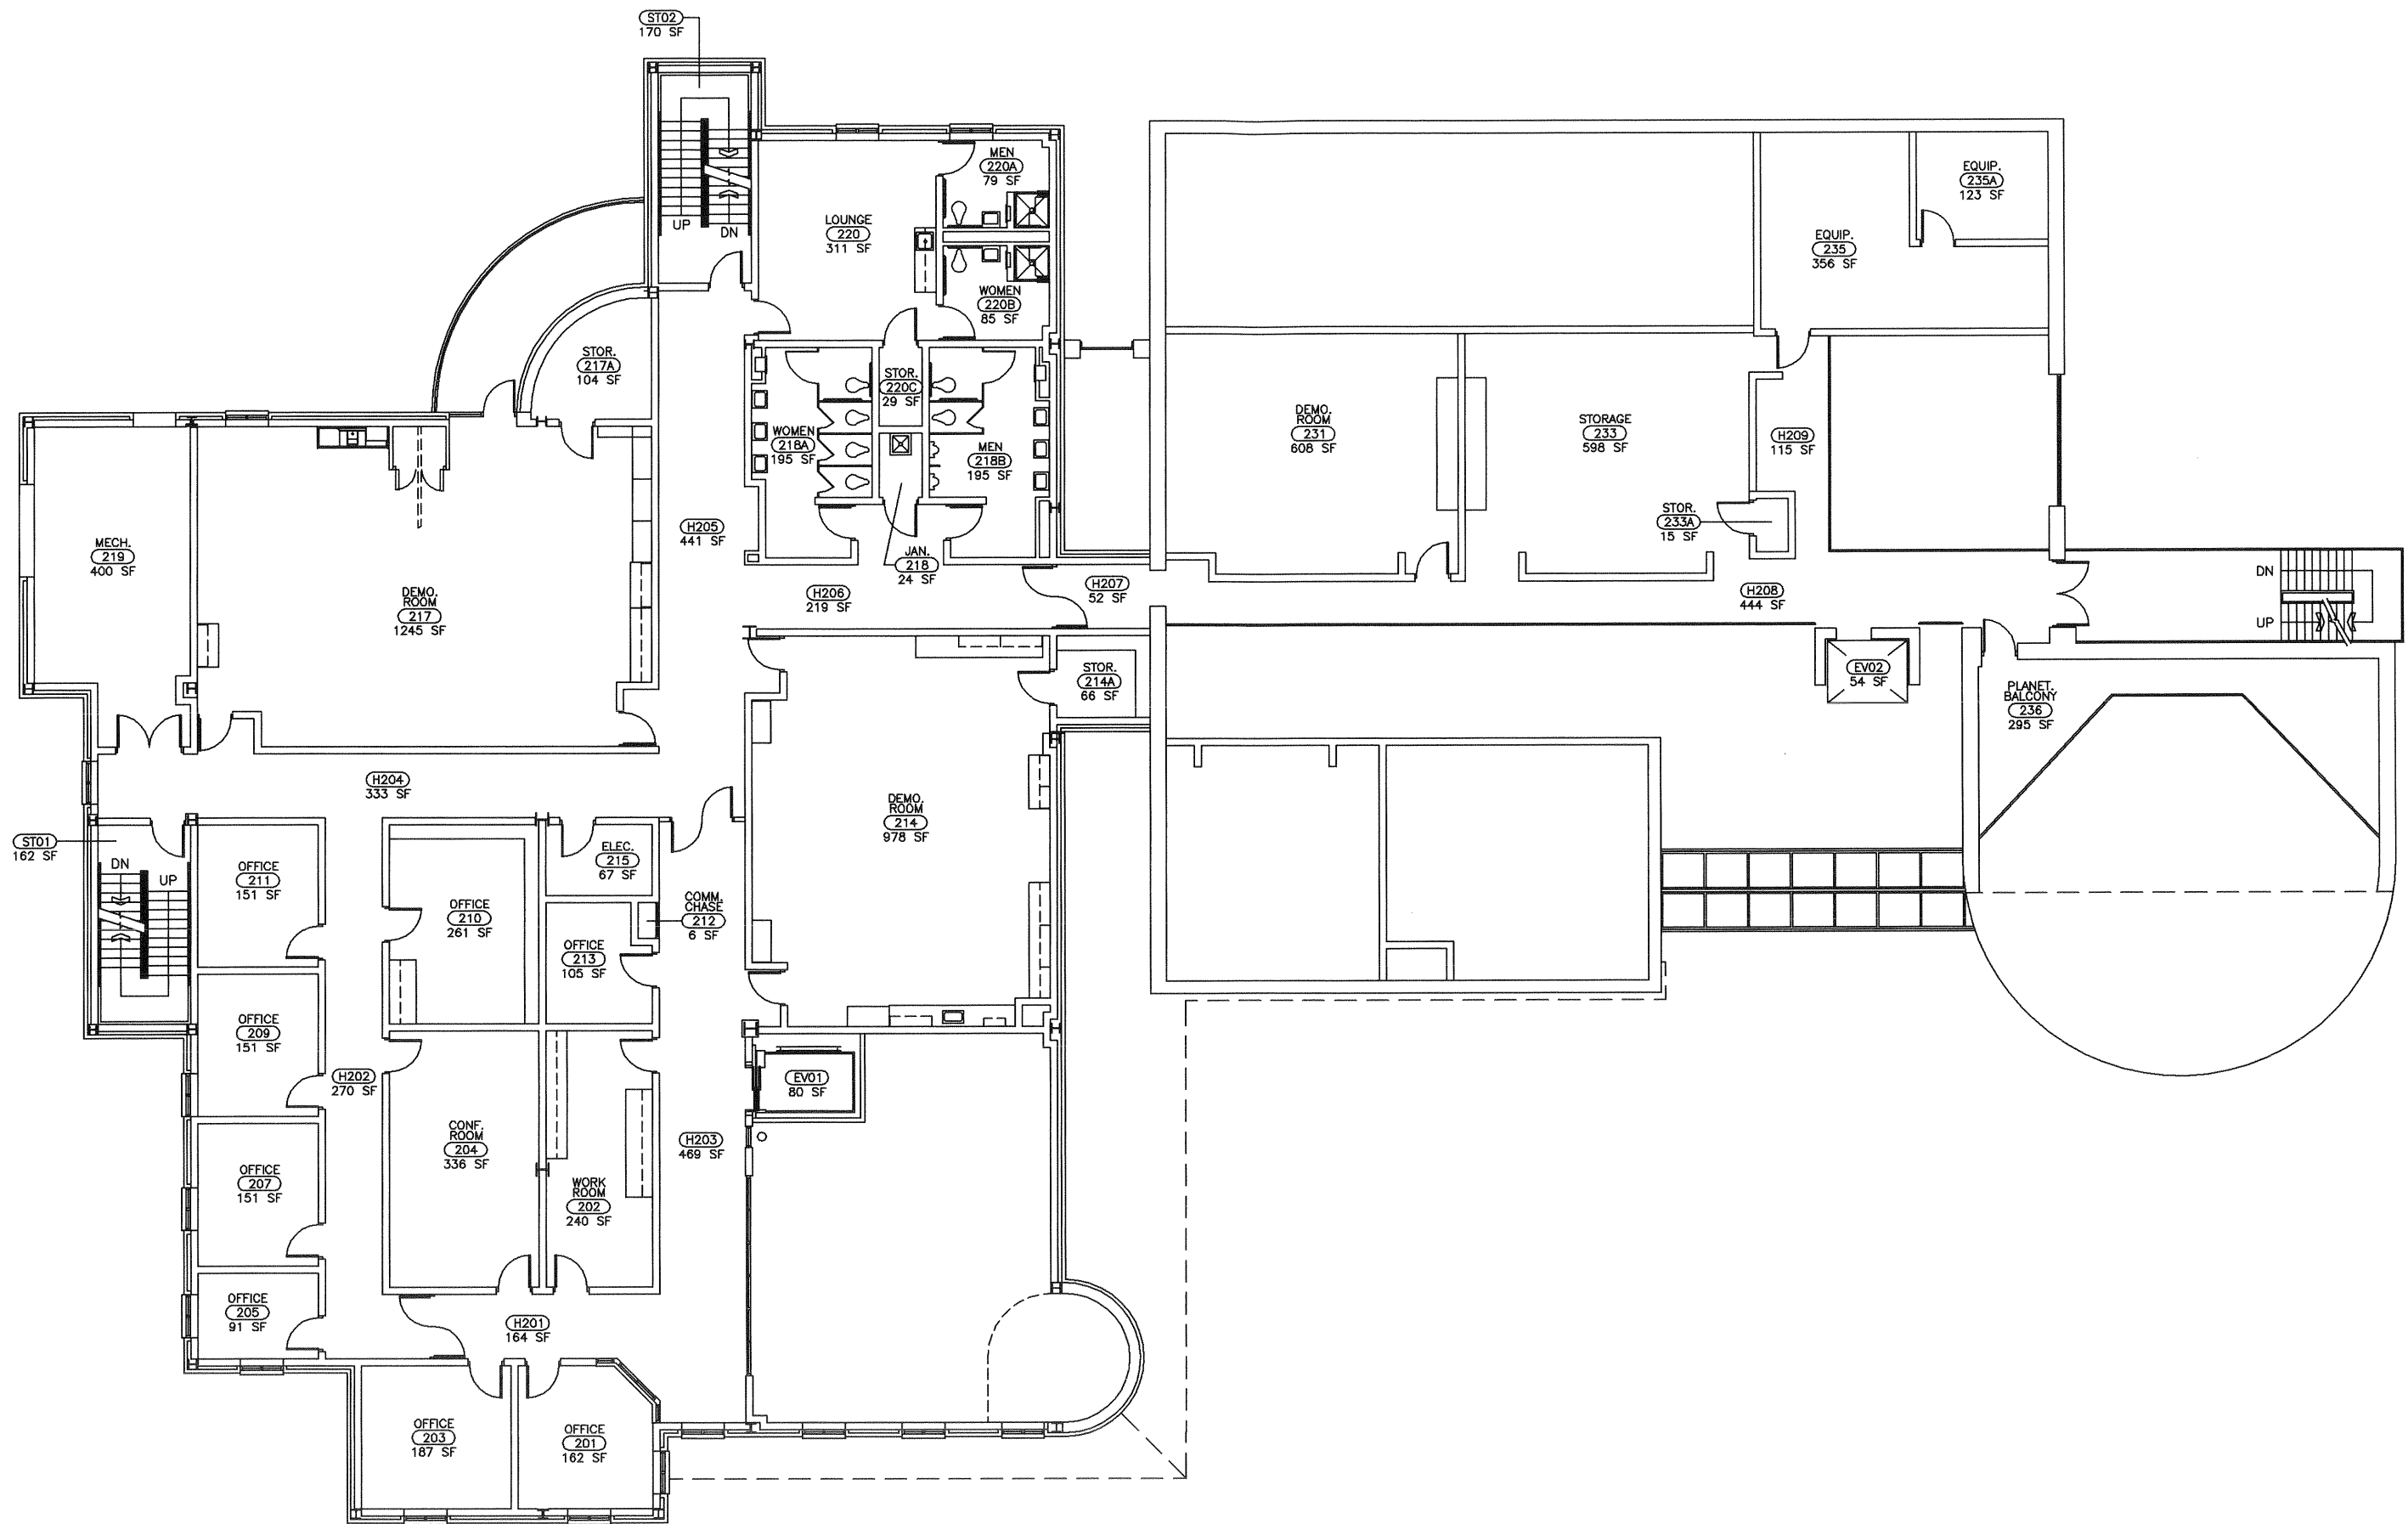 ST02
170 SF
MEN
220A
79 SF
EQUIP.
235A
123 SF
LOUNGE
220
311 SF
UP
DN
EQUIP.
235
356 SF
WOMEN
220B
85 SF
STOR.
217A
104 SF
STOR.
220C
29 SF
DEMO.
ROOM
231
608 SF
STORAGE
233
598 SF
H209
115 SF
WOMEN
218A
195 SF
MEN
218B
195 SF
STOR.
233A
15 SF
MECH.
219
400 SF
H205
441 SF
JAN.
218
24 SF
DEMO.
ROOM
217
1245 SF
H206
219 SF
H207
52 SF
H208
444 SF
DN
UP
STOR.
214A
66 SF
EV02
54 SF
PLANET.
BALCONY
236
295 SF
H204
333 SF
DEMO.
ROOM
214
978 SF
ST01
162 SF
DN
UP
OFFICE
211
151 SF
ELEC.
215
67 SF
OFFICE
210
261 SF
COMM.
CHASE
212
6 SF
OFFICE
213
105 SF
OFFICE
209
151 SF
H202
270 SF
EV01
80 SF
CONF.
ROOM
204
336 SF
H203
469 SF
OFFICE
207
151 SF
WORK
ROOM
202
240 SF
OFFICE
205
91 SF
H201
164 SF
OFFICE
203
187 SF
OFFICE
201
162 SF